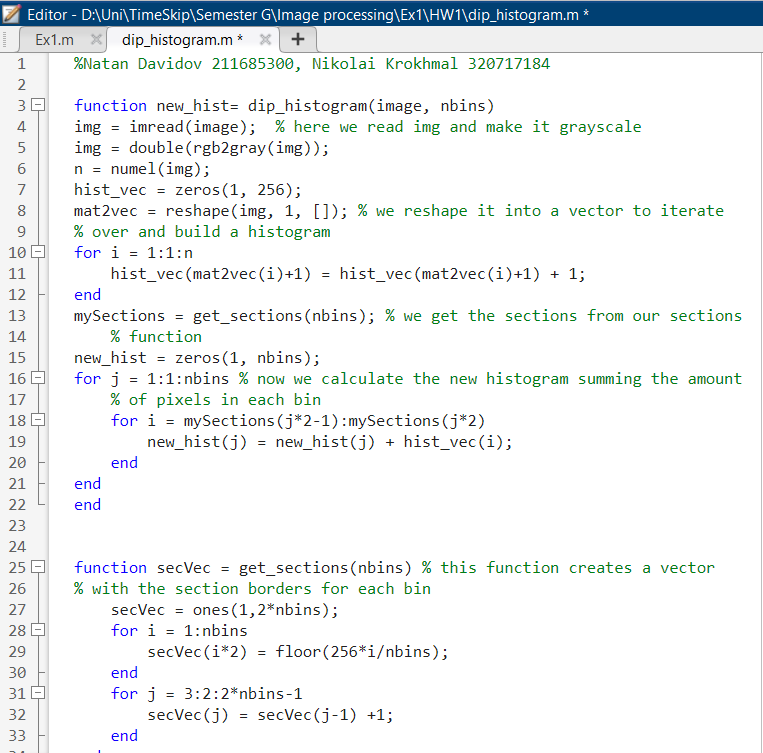 Editor - D:\Uni\TimeSkip\Semester G\Image processing\Ex1\HW1\dip_histogram.m *
Ex1.m × dip_histogram.m * × +
1 %Natan Davidov 211685300, Nikolai Krokhmal 320717184
2
3 function new_hist= dip_histogram(image, nbins)
4 img = imread(image);  % here we read img and make it grayscale
5 img = double(rgb2gray(img));
6 n = numel(img);
7 hist_vec = zeros(1, 256);
8 mat2vec = reshape(img, 1, []); % we reshape it into a vector to iterate
9 % over and build a histogram
10 for i = 1:1:n
11     hist_vec(mat2vec(i)+1) = hist_vec(mat2vec(i)+1) + 1;
12 end
13 mySections = get_sections(nbins); % we get the sections from our sections
14     % function
15 new_hist = zeros(1, nbins);
16 for j = 1:1:nbins % now we calculate the new histogram summing the amount
17     % of pixels in each bin
18     for i = mySections(j*2-1):mySections(j*2)
19         new_hist(j) = new_hist(j) + hist_vec(i);
20     end
21 end
22 end
23
24
25 function secVec = get_sections(nbins) % this function creates a vector
26 % with the section borders for each bin
27     secVec = ones(1,2*nbins);
28     for i = 1:nbins
29         secVec(i*2) = floor(256*i/nbins);
30     end
31     for j = 3:2:2*nbins-1
32         secVec(j) = secVec(j-1) +1;
33     end